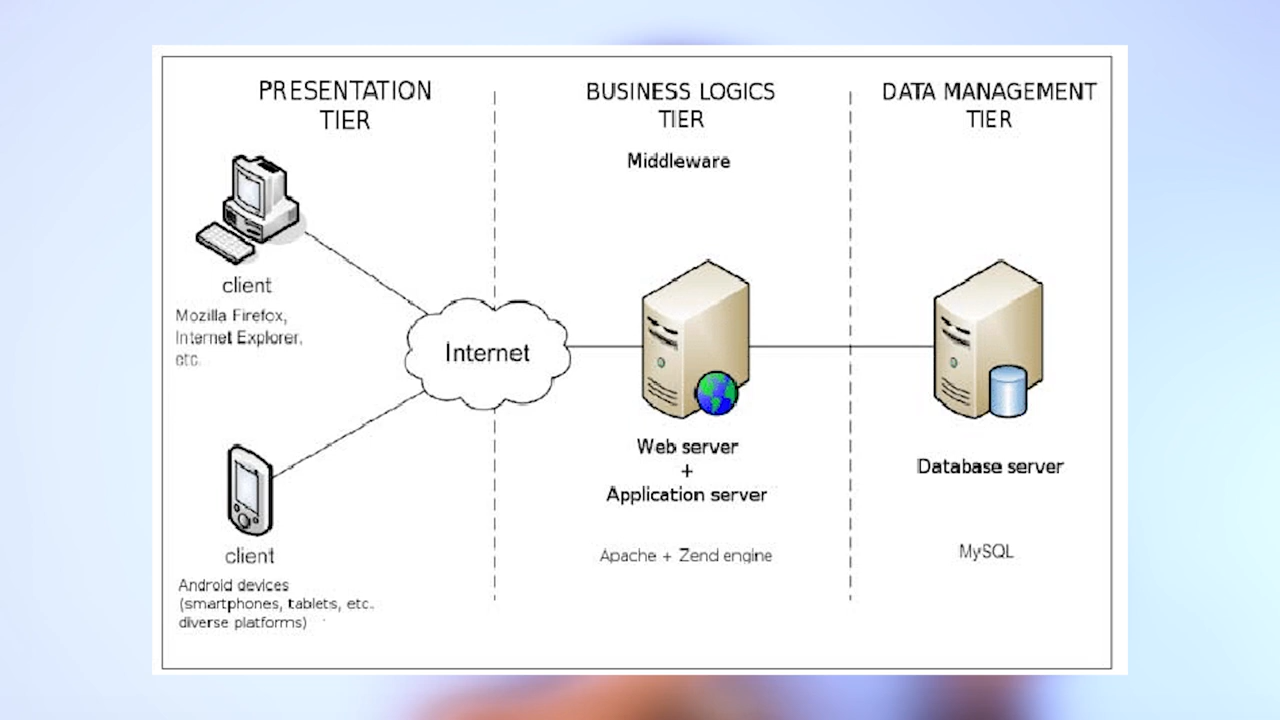 PRESENTATION
TIER
BUSINESS LOGICS
TIER
DATA MANAGEMENT
TIER
Middleware
client
Mozilla Firefox,
Internet Explorer,
etc.
Internet
Web server
+
Application server
Apache + Zend engine
Database server
MySQL
client
Android devices
(smartphones, tablets, etc.
diverse platforms)